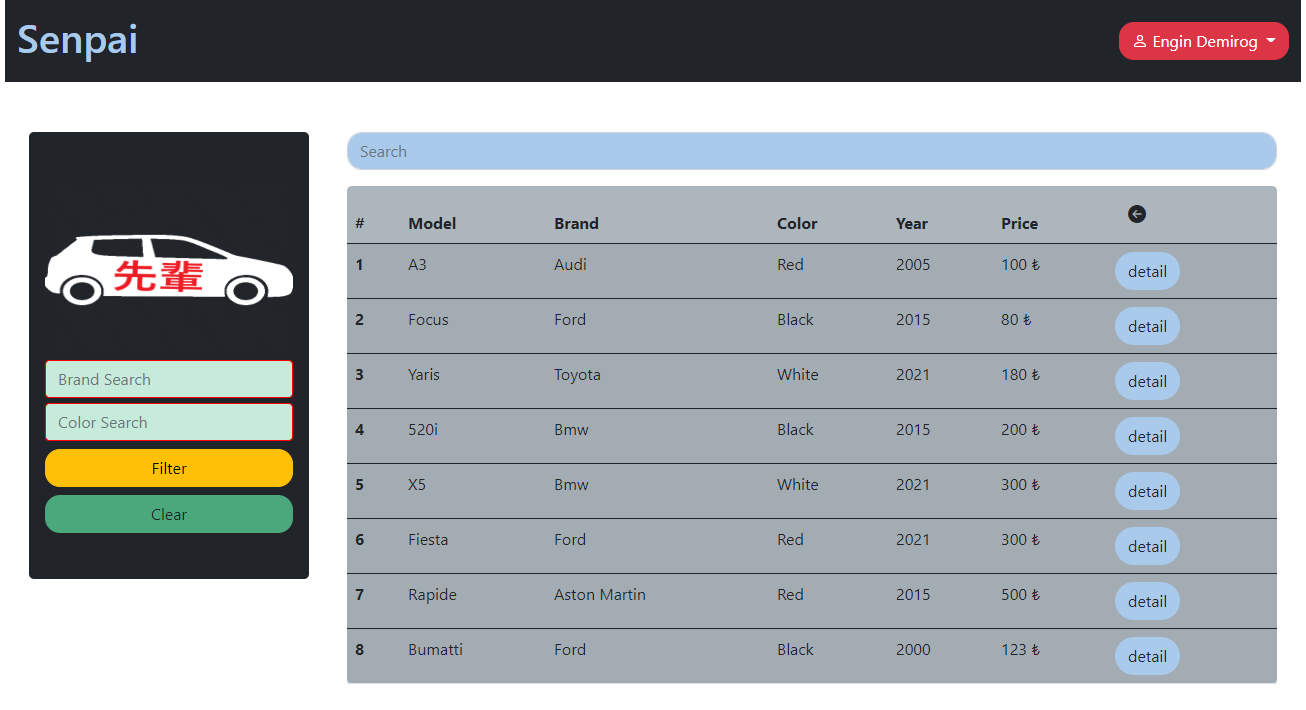 Senpai
Engin Demirog
先輩
Brand Search
Color Search
Filter
Clear
Search
# Model Brand Color Year Price
1 A3 Audi Red 2005 100 ₺ detail
2 Focus Ford Black 2015 80 ₺ detail
3 Yaris Toyota White 2021 180 ₺ detail
4 520i Bmw Black 2015 200 ₺ detail
5 X5 Bmw White 2021 300 ₺ detail
6 Fiesta Ford Red 2021 300 ₺ detail
7 Rapide Aston Martin Red 2015 500 ₺ detail
8 Bumatti Ford Black 2000 123 ₺ detail